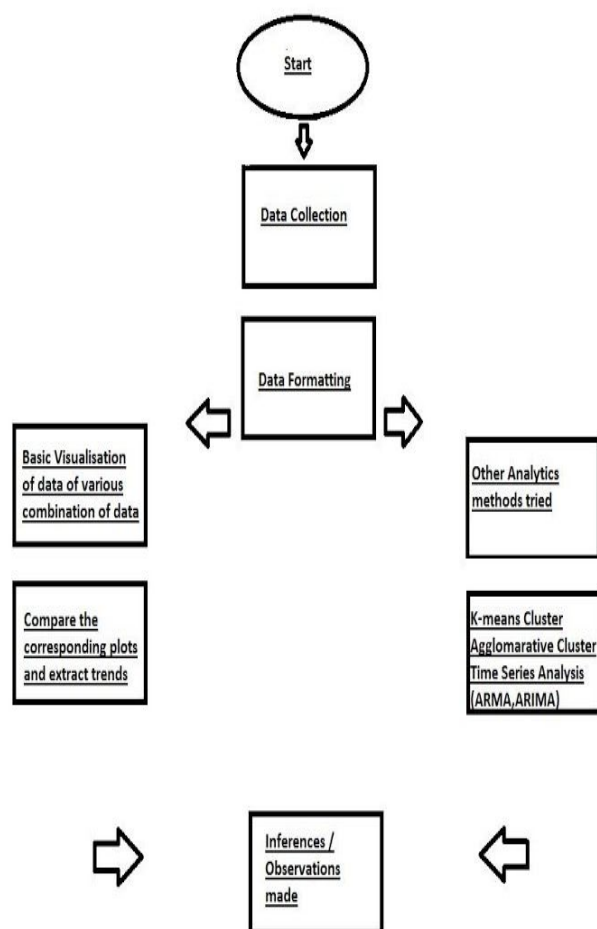 Start
Data Collection
Data Formatting
Basic Visualisation
of data of various
combination of data
Other Analytics
methods tried
Compare the
corresponding plots
and extract trends
K-means Cluster
Agglomarative Cluster
Time Series Analysis
(ARMA,ARIMA)
Inferences /
Observations
made